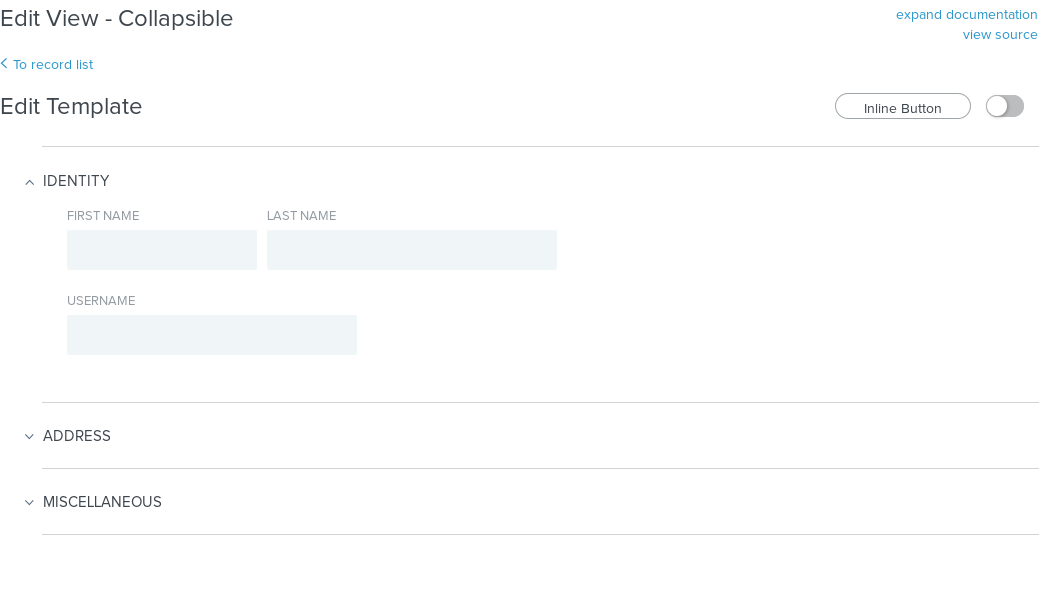 Edit View - Collapsible
expand documentation
view source
To record list
Edit Template
Inline Button
IDENTITY
FIRST NAME LAST NAME
USERNAME
ADDRESS
MISCELLANEOUS